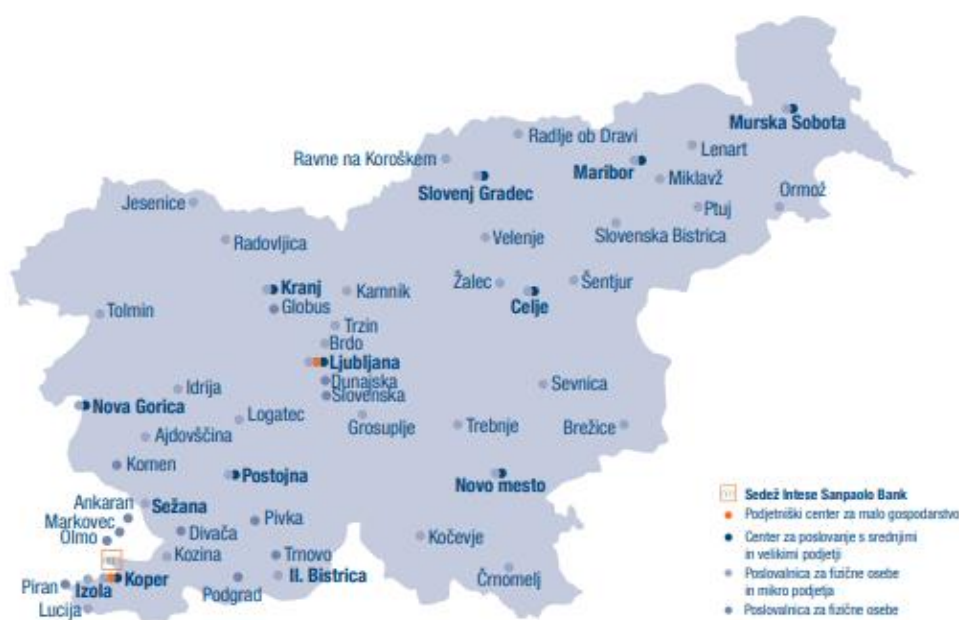 Murska Sobota
Radlje ob Dravi
Lenart
Ravne na Koroškem
Maribor
Slovenj Gradec
Miklavž
Ormož
Jesenice
Ptuj
Radovljica
Velenje
Slovenska Bistrica
Kranj
Kamnik
Žalec
Šentjur
Globus
Celje
Tolmin
Trzin
Brdo
Ljubljana
Dunajska
Idrija
Slovenska
Sevnica
Nova Gorica
Logatec
Grosuplje
Trebnje
Brežice
Ajdovščina
Komen
Postojna
Novo mesto
Ankaran
Sežana
Markovec
Pivka
Olmo
Divača
Kočevje
Kozina
Trnovo
Koper
Il. Bistrica
Črnomelj
Piran
Izola
Podgrad
Lucija
Sedež Intese Sanpaolo Bank
Podjetniški center za malo gospodarstvo
Center za poslovanje s srednjimi
in velikimi podjetji
Poslovalnica za fizične osebe
in mikro podjetja
Poslovalnica za fizične osebe